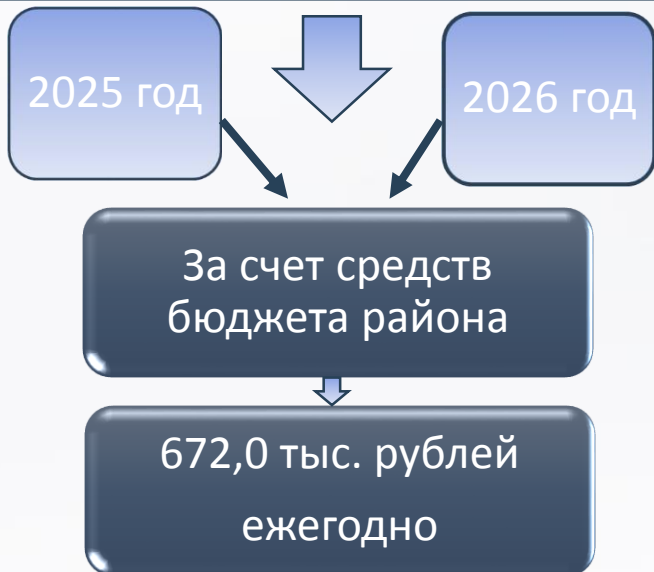 2025 год
2026 год
За счет средств
бюджета района
672,0 тыс. рублей
ежегодно